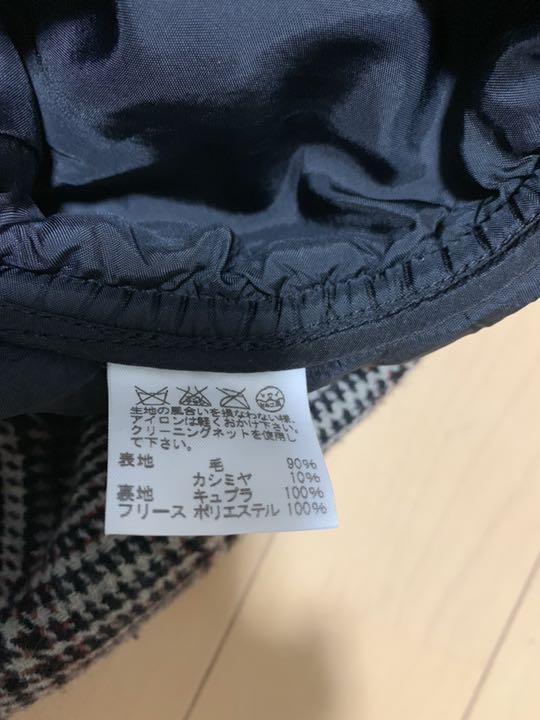 生地の風合いを損なわない様、
アイロンは軽くおかけ下さい
クリーニングネットを使用し
て下さい。
表地 毛 90%
カシミヤ 10%
裏地 キュプラ 100%
フリース ポリエステル 100%